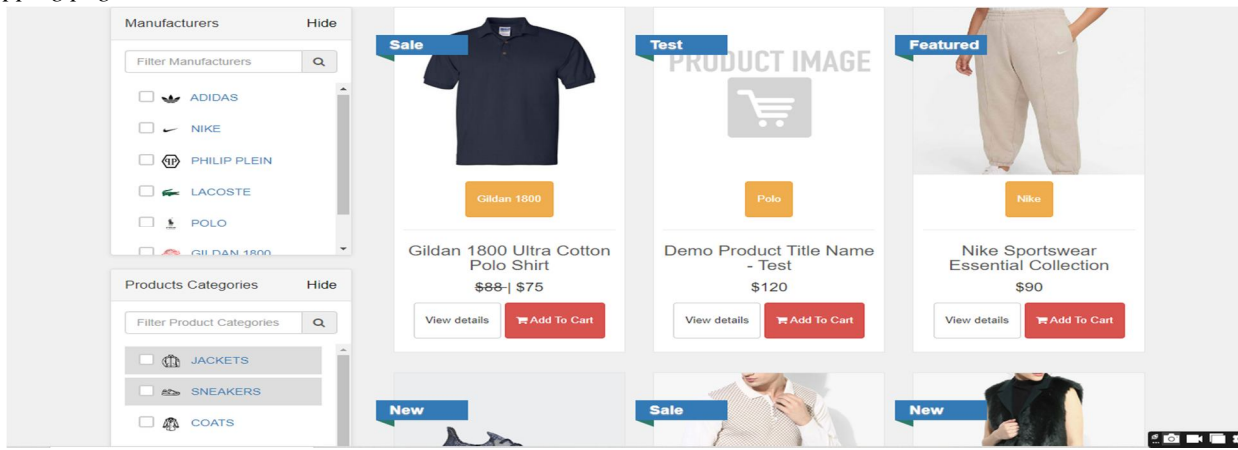 Manufacturers Hide
Filter Manufacturers
ADIDAS
NIKE
PHILIP PLEIN
LACOSTE
POLO
GILDAN 1800
Products Categories Hide
Filter Product Categories
JACKETS
SNEAKERS
COATS
Sale
Gildan 1800
Gildan 1800 Ultra Cotton
Polo Shirt
$88 | $75
View details Add To Cart
Test
PRODUCT IMAGE
Polo
Demo Product Title Name
- Test
$120
View details Add To Cart
Featured
Nike
Nike Sportswear
Essential Collection
$90
View details Add To Cart
New
Sale
New